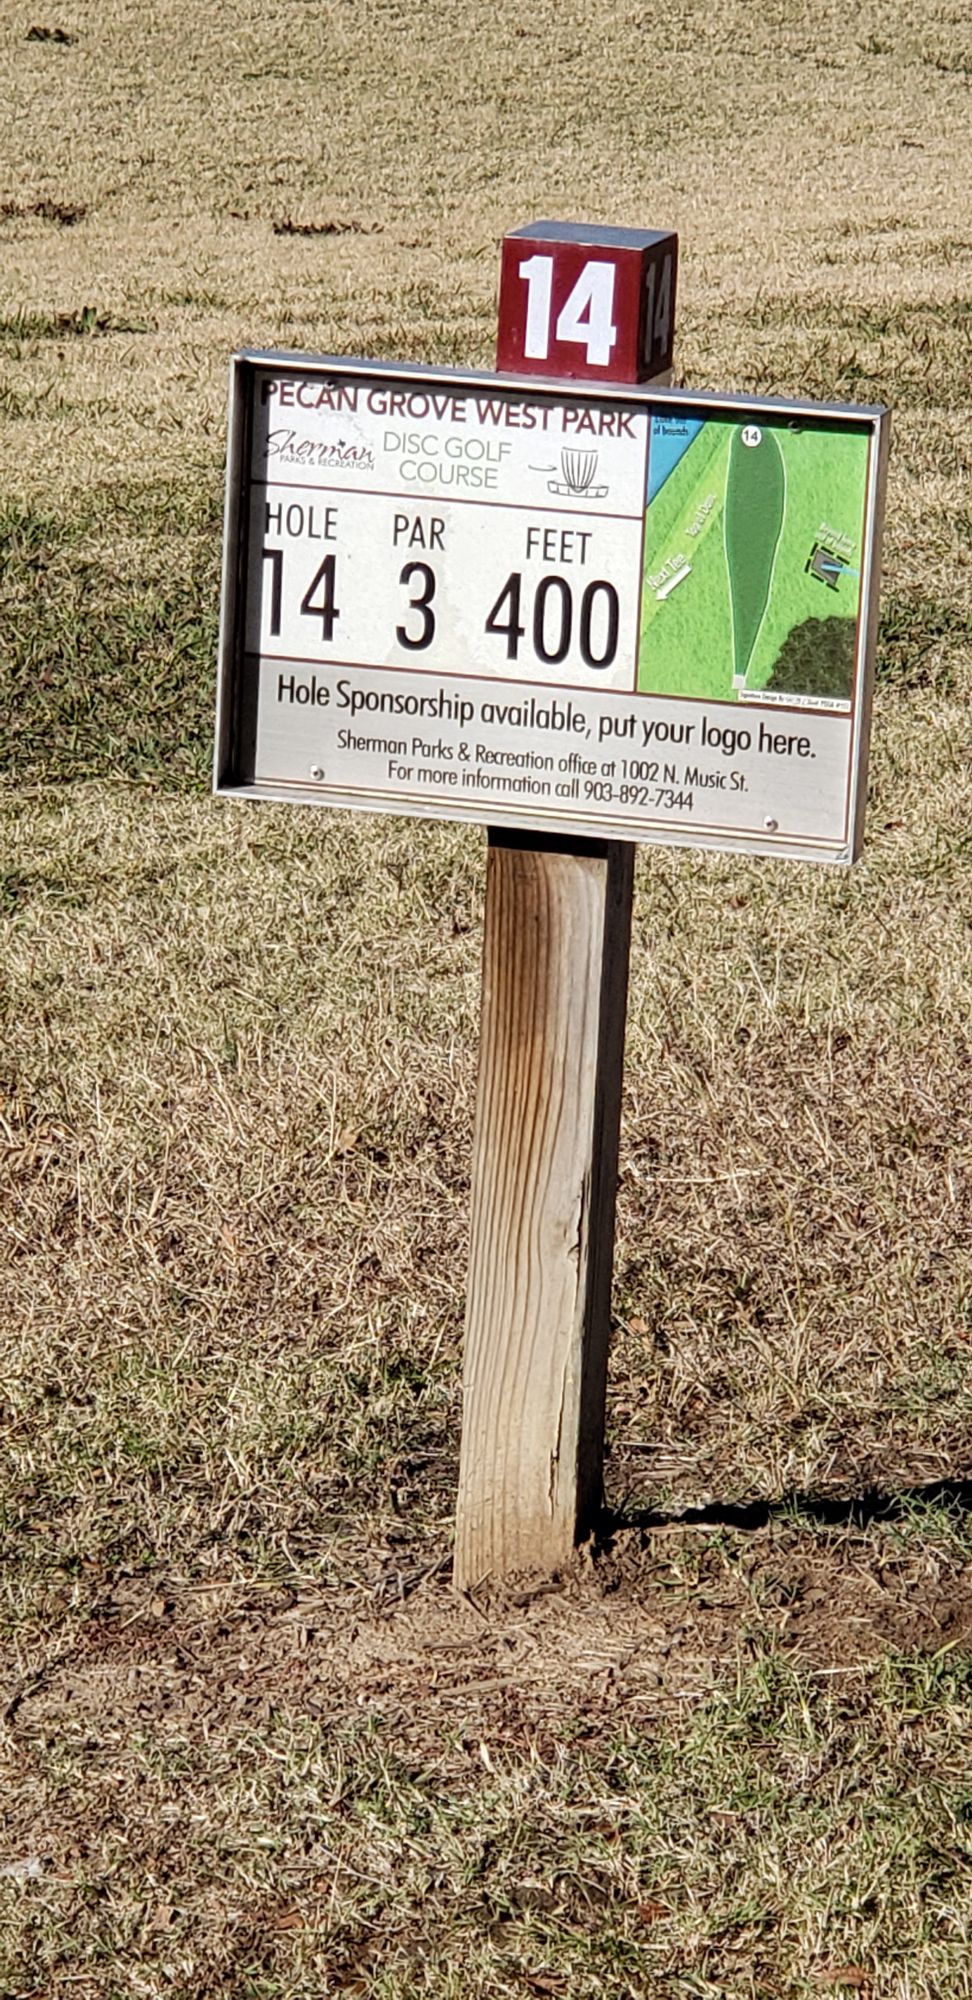 14
14
PECAN GROVE WEST PARK
Sherman
PARKS & RECREATION
DISC GOLF
COURSE
HOLE PAR FEET
14 3 400
of bounds
14
Next Tee
Hole Sponsorship available, put your logo here.
Sherman Parks & Recreation office at 1002 N. Music St.
For more information call 903-892-7344